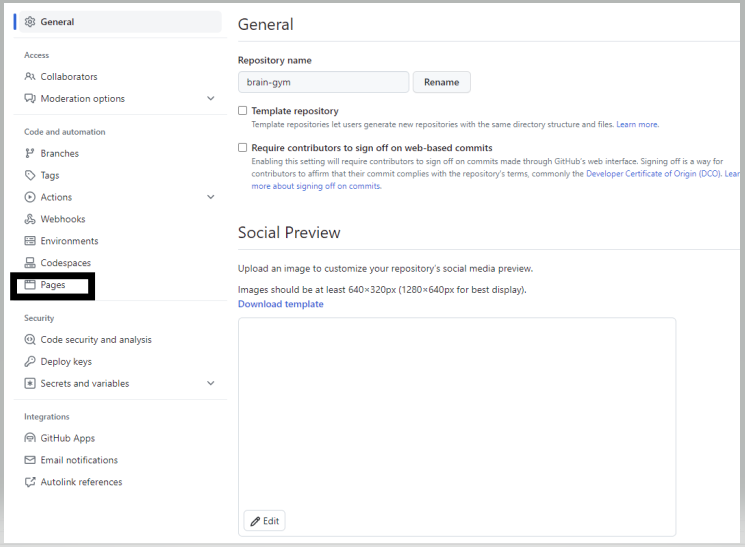 General
Access
Collaborators
Moderation options
Code and automation
Branches
Tags
Actions
Webhooks
Environments
Codespaces
Pages
Security
Code security and analysis
Deploy keys
Secrets and variables
Integrations
GitHub Apps
Email notifications
Autolink references
General
Repository name
brain-gym
Rename
Template repository
Template repositories let users generate new repositories with the same directory structure and files. Learn more.
Require contributors to sign off on web-based commits
Enabling this setting will require contributors to sign off on commits made through GitHub's web interface. Signing off is a way for
contributors to affirm that their commit complies with the repository's terms, commonly the Developer Certificate of Origin (DCO). Lear
more about signing off on commits.
Social Preview
Upload an image to customize your repository's social media preview.
Images should be at least 640×320px (1280×640px for best display).
Download template
Edit